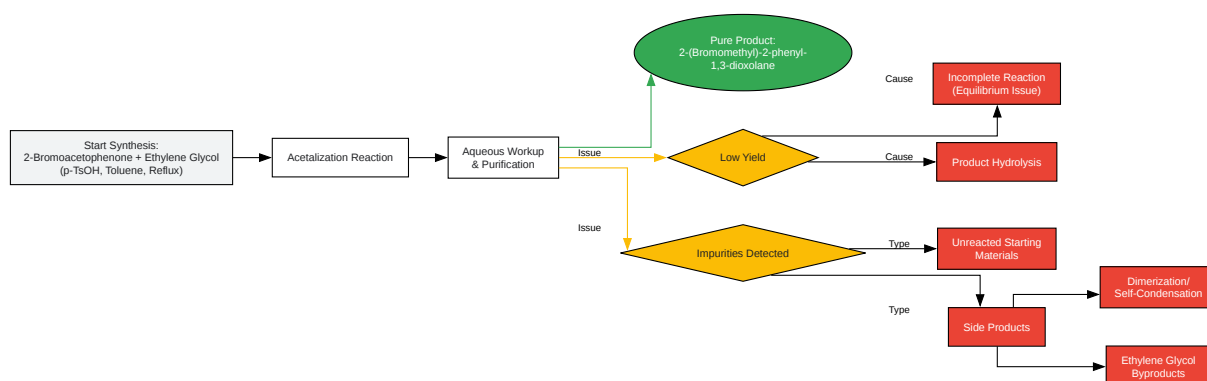 Start Synthesis:
2-Bromoacetophenone + Ethylene Glycol
(p-TsOH, Toluene, Reflux)
Acetalization Reaction
Aqueous Workup
& Purification
Pure Product:
2-(Bromomethyl)-2-phenyl-
1,3-dioxolane
Issue
Low Yield
Cause
Incomplete Reaction
(Equilibrium Issue)
Cause
Product Hydrolysis
Issue
Impurities Detected
Type
Unreacted Starting
Materials
Type
Side Products
Dimerization/
Self-Condensation
Ethylene Glycol
Byproducts